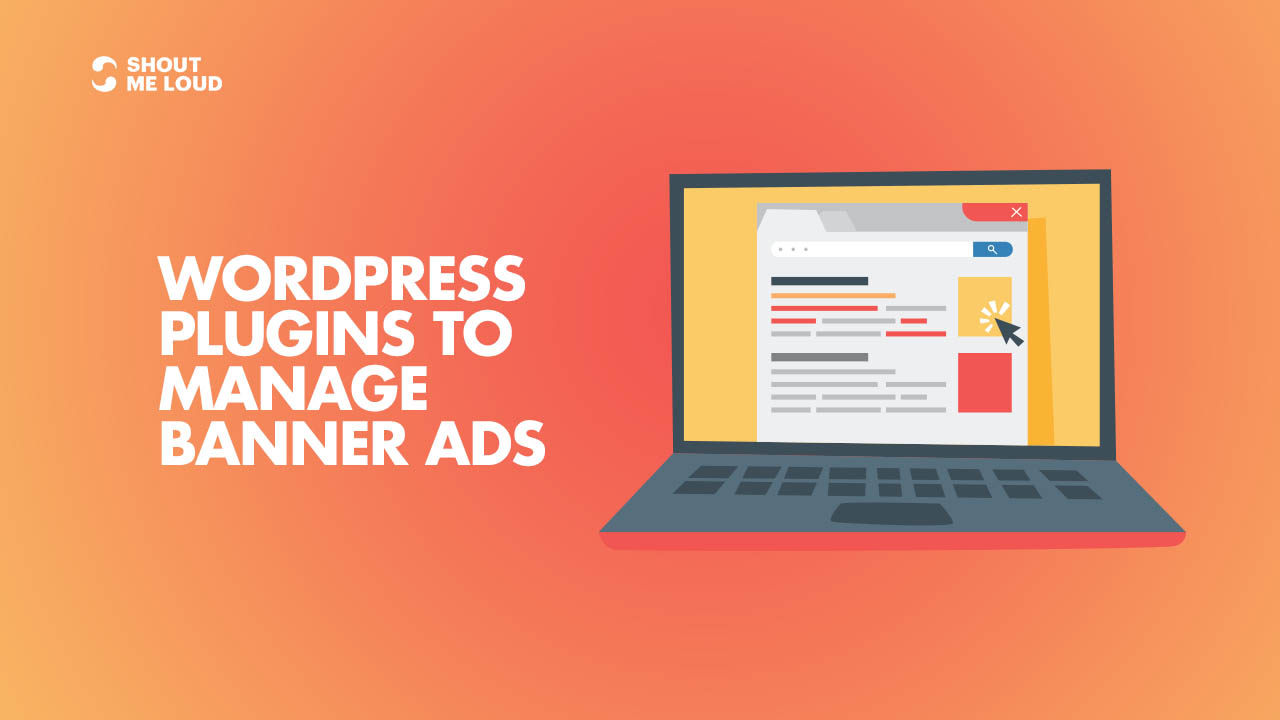 SHOUT
ME LOUD
WORDPRESS
PLUGINS TO
MANAGE
BANNER ADS